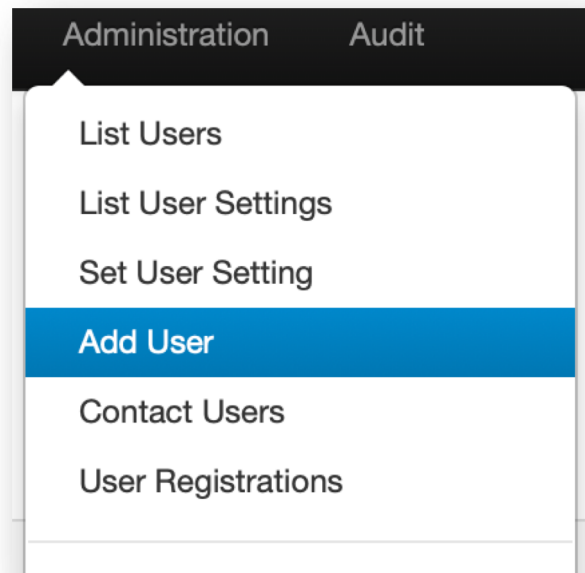 Administration Audit
List Users
List User Settings
Set User Setting
Add User
Contact Users
User Registrations